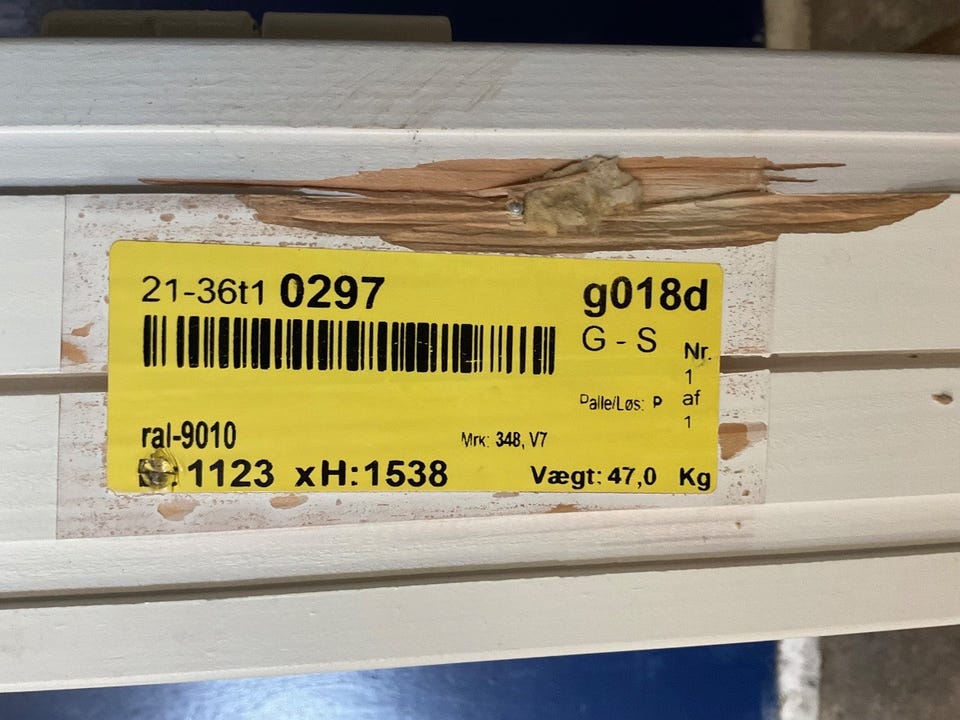 21-36t1 0297
g018d
G - S
Nr.
1
af
1
Palle/Løs: P
ral-9010
Mrk: 348, V7
1123 xH:1538
Vægt: 47,0 Kg